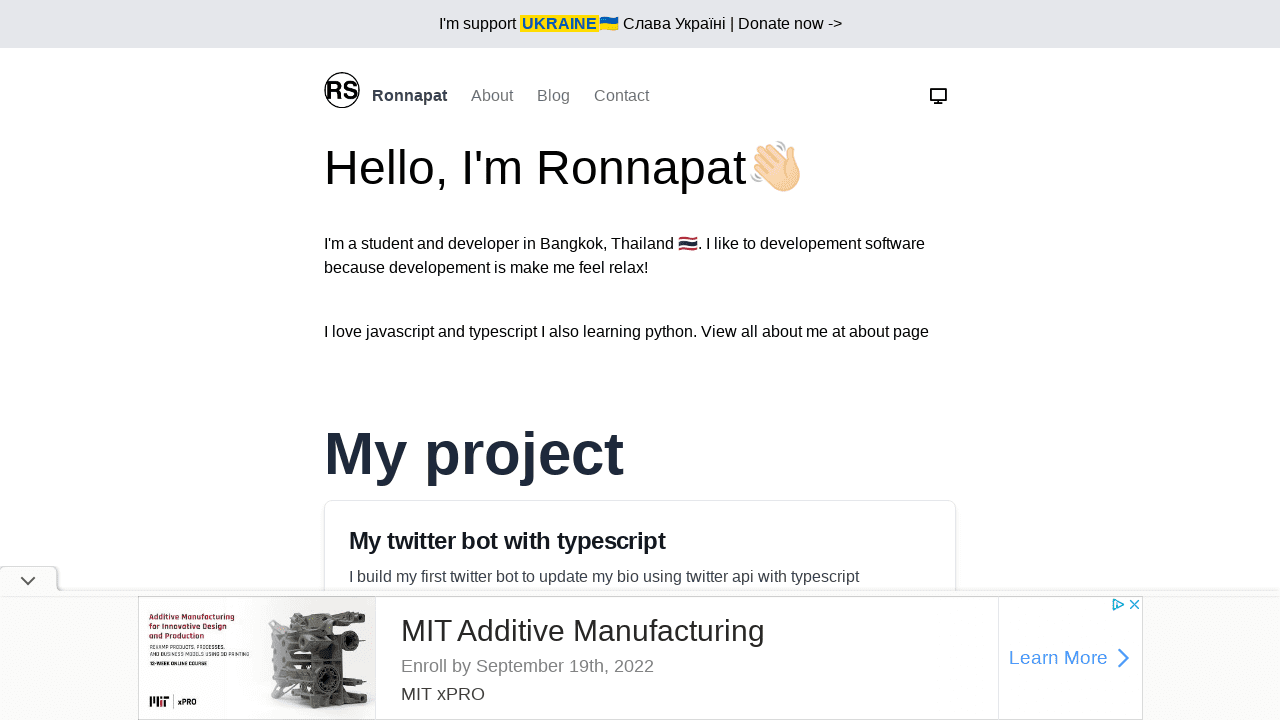 I'm support UKRAINE🇺🇦 Слава Україні | Donate now ->
RS Ronnapat About Blog Contact
Hello, I'm Ronnapat👋🏻
I'm a student and developer in Bangkok, Thailand 🇹🇭. I like to developement software
because developement is make me feel relax!
I love javascript and typescript I also learning python. View all about me at about page
My project
My twitter bot with typescript
I build my first twitter bot to update my bio using twitter api with typescript
Additive Manufacturing
for Innovative Design
and Production
REVAMP PRODUCTS, PROCESSES,
AND BUSINESS MODELS USING 3D PRINTING
12-WEEK ONLINE COURSE
MIT xPRO
MIT Additive Manufacturing
Enroll by September 19th, 2022
MIT xPRO
Learn More